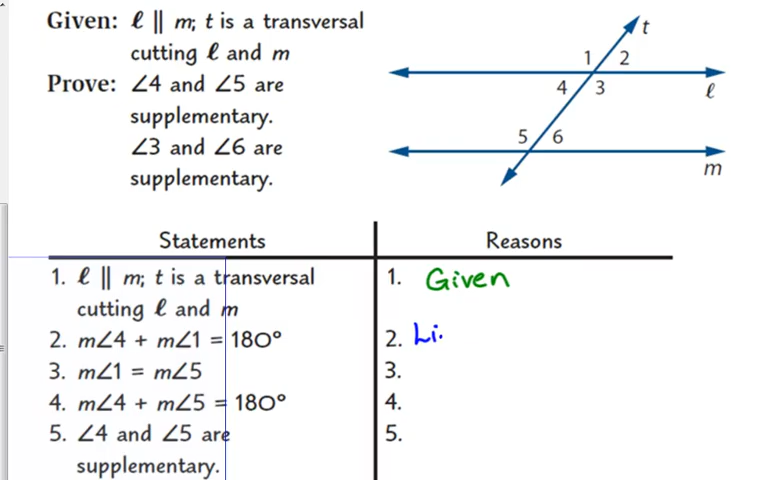 Given: ℓ || m; t is a transversal
cutting ℓ and m
Prove: ∠4 and ∠5 are
supplementary.
∠3 and ∠6 are
supplementary.
t
1 2
4 3
ℓ
5 6
m
Statements Reasons
1. ℓ || m; t is a transversal
cutting ℓ and m
1. Given
2. m∠4 + m∠1 = 180° 2. Li.
3. m∠1 = m∠5 3.
4. m∠4 + m∠5 = 180° 4.
5. ∠4 and ∠5 are 5.
supplementary.